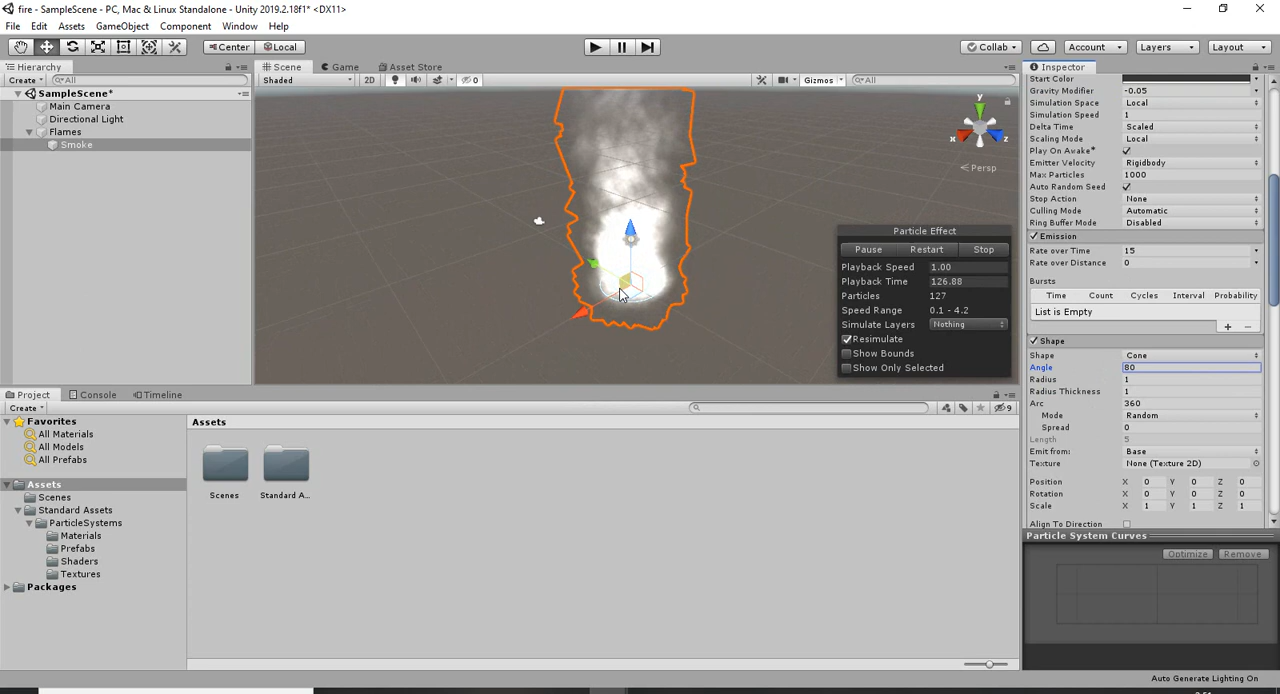 fire - SampleScene - PC, Mac & Linux Standalone - Unity 2019.2.18f1* <DX11>
File Edit Assets GameObject Component Window Help
Center Local Collab Account Layers Layout
Hierarchy
Create All
SampleScene*
Main Camera
Directional Light
Flames
Smoke
Scene Game Asset Store
Shaded 2D 0 Gizmos All
y
x z
Persp
Particle Effect
Pause Restart Stop
Playback Speed 1.00
Playback Time 126.88
Particles 127
Speed Range 0.1 - 4.2
Simulate Layers Nothing
Resimulate
Show Bounds
Show Only Selected
Inspector
Start Color
Gravity Modifier -0.05
Simulation Space Local
Simulation Speed 1
Delta Time Scaled
Scaling Mode Local
Play On Awake*
Emitter Velocity Rigidbody
Max Particles 1000
Auto Random Seed
Stop Action None
Culling Mode Automatic
Ring Buffer Mode Disabled
Emission
Rate over Time 15
Rate over Distance 0
Bursts
Time Count Cycles Interval Probability
List is Empty
+ -
Shape
Shape Cone
Angle 80
Radius 1
Radius Thickness 1
Arc 360
Mode Random
Spread 0
Length 5
Emit from: Base
Texture None (Texture 2D)
Position X 0 Y 0 Z 0
Rotation X 0 Y 0 Z 0
Scale X 1 Y 1 Z 1
Align To Direction
Particle System Curves
Optimize Remove
Project Console Timeline
Create 9
Favorites
All Materials
All Models
All Prefabs
Assets
Scenes
Standard Assets
ParticleSystems
Materials
Prefabs
Shaders
Textures
Packages
Assets
Scenes Standard A...
Auto Generate Lighting On